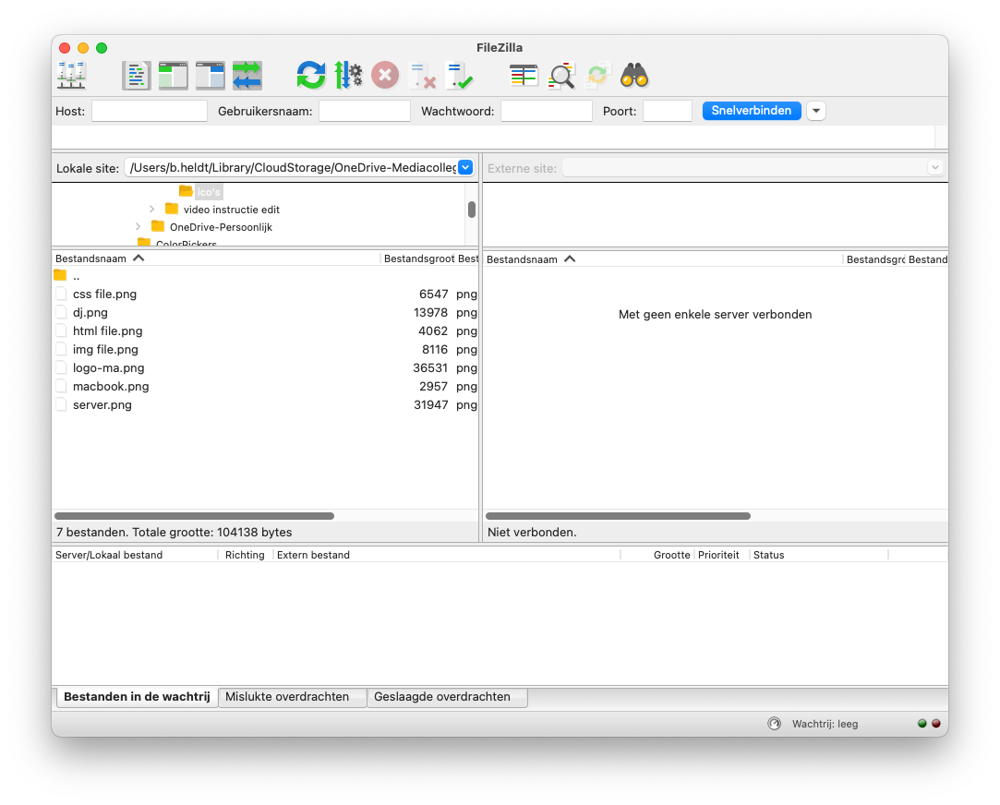 FileZilla
Host: Gebruikersnaam: Wachtwoord: Poort: Snelverbinden
Lokale site: /Users/b.heldt/Library/CloudStorage/OneDrive-Mediacolleg
ico's
video instructie edit
OneDrive-Persoonlijk
ColorPickers
Bestandsnaam Bestandsgroot Best
..
css file.png 6547 png
dj.png 13978 png
html file.png 4062 png
img file.png 8116 png
logo-ma.png 36531 png
macbook.png 2957 png
server.png 31947 png
7 bestanden. Totale grootte: 104138 bytes
Externe site:
Bestandsnaam Bestandsgrc Bestand
Met geen enkele server verbonden
Niet verbonden.
Server/Lokaal bestand Richting Extern bestand Grootte Prioriteit Status
Bestanden in de wachtrij Mislukte overdrachten Geslaagde overdrachten
Wachtrij: leeg